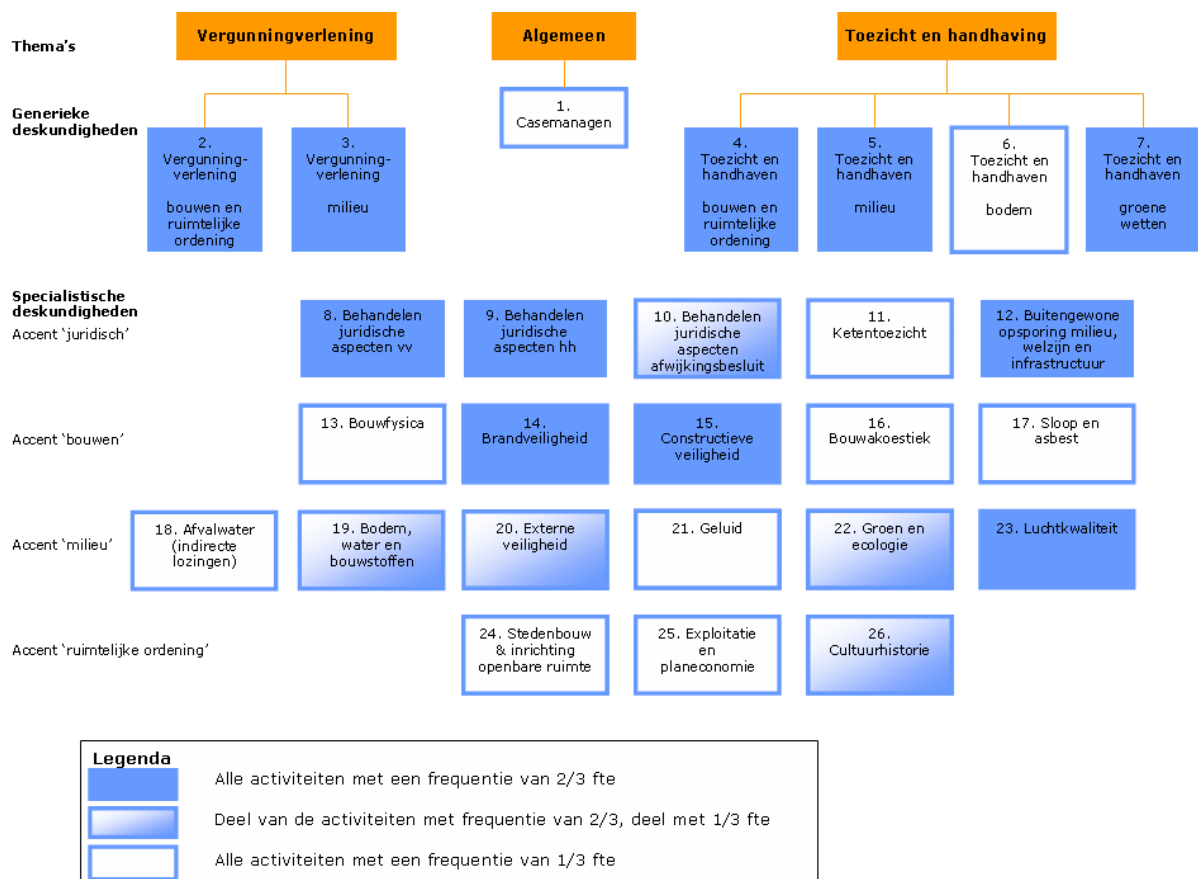 Thema's
Vergunningverlening
Algemeen
Toezicht en handhaving
Generieke
deskundigheden
1.
Casemanagen
2.
Vergunning-
verlening
bouwen en
ruimtelijke
ordening
3.
Vergunning-
verlening
milieu
4.
Toezicht en
handhaven
bouwen en
ruimtelijke
ordening
5.
Toezicht en
handhaven
milieu
6.
Toezicht en
handhaven
bodem
7.
Toezicht en
handhaven
groene
wetten
Specialistische
deskundigheden
Accent 'juridisch'
8. Behandelen
juridische
aspecten vv
9. Behandelen
juridische
aspecten hh
10. Behandelen
juridische
aspecten
afwijkingsbesluit
11.
Ketentoezicht
12. Buitengewone
opsporing milieu,
welzijn en
infrastructuur
Accent 'bouwen'
13. Bouwfysica
14.
Brandveiligheid
15.
Constructieve
veiligheid
16.
Bouwakoestiek
17. Sloop en
asbest
Accent 'milieu'
18. Afvalwater
(indirecte
lozingen)
19. Bodem,
water en
bouwstoffen
20. Externe
veiligheid
21. Geluid
22. Groen en
ecologie
23. Luchtkwaliteit
Accent 'ruimtelijke ordening'
24. Stedenbouw
& inrichting
openbare ruimte
25. Exploitatie
en
planeconomie
26.
Cultuurhistorie
Legenda
Alle activiteiten met een frequentie van 2/3 fte
Deel van de activiteiten met frequentie van 2/3, deel met 1/3 fte
Alle activiteiten met een frequentie van 1/3 fte